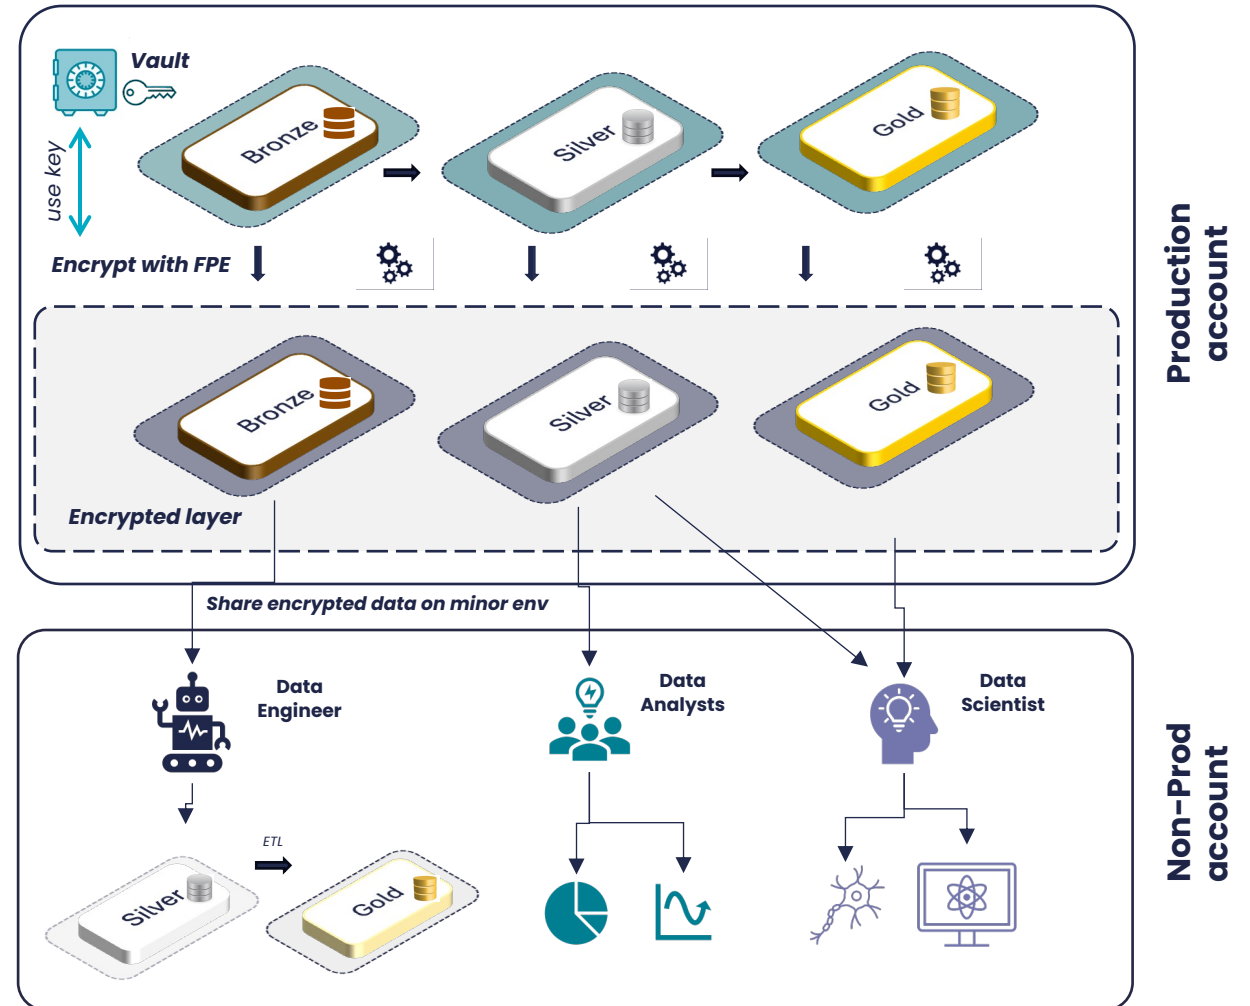 Vault
use key
Bronze
Silver
Gold
Encrypt with FPE
Bronze
Silver
Gold
Encrypted layer
Production
account
Share encrypted data on minor env
Data
Engineer
Data
Analysts
Data
Scientist
ETL
Silver
Gold
Non-Prod
account